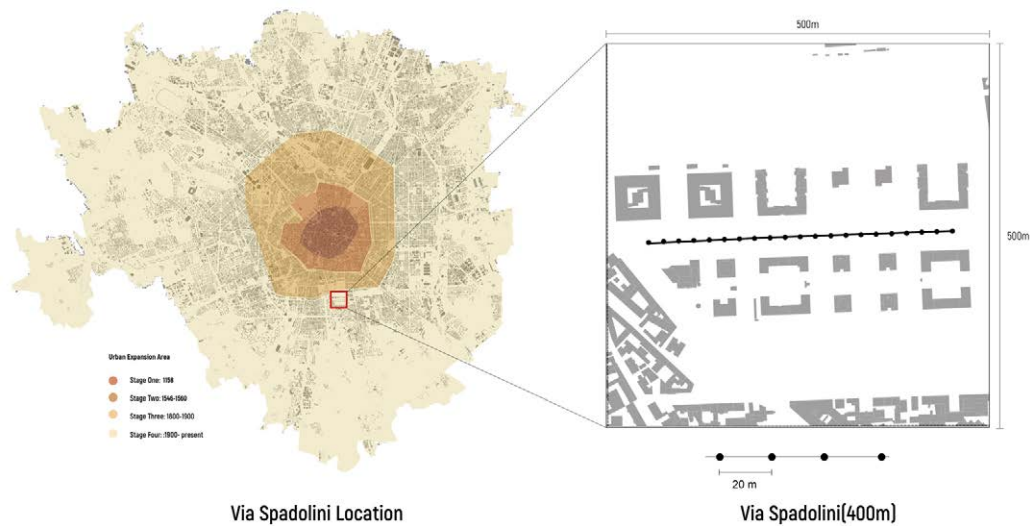 500m
500m
Urban Expansion Area
Stage One: 1158
Stage Two: 1546-1560
Stage Three: 1800-1900
Stage Four: :1900- present
20 m
Via Spadolini Location
Via Spadolini(400m)